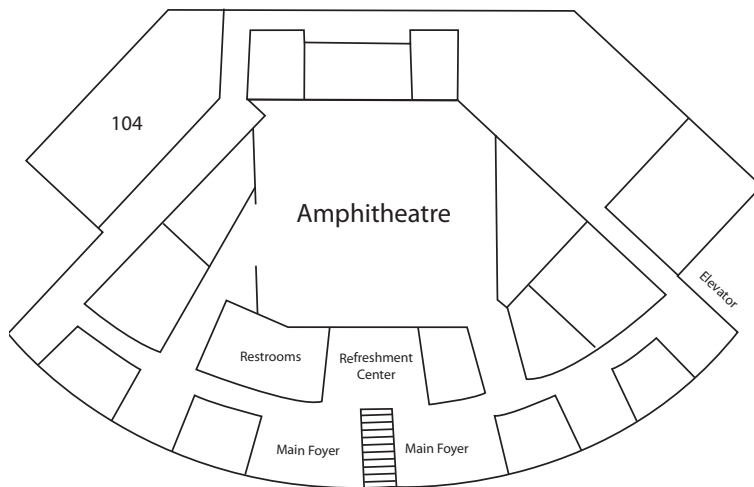 104
Amphitheatre
Elevator
Restrooms
Refreshment
Center
Main Foyer
Main Foyer